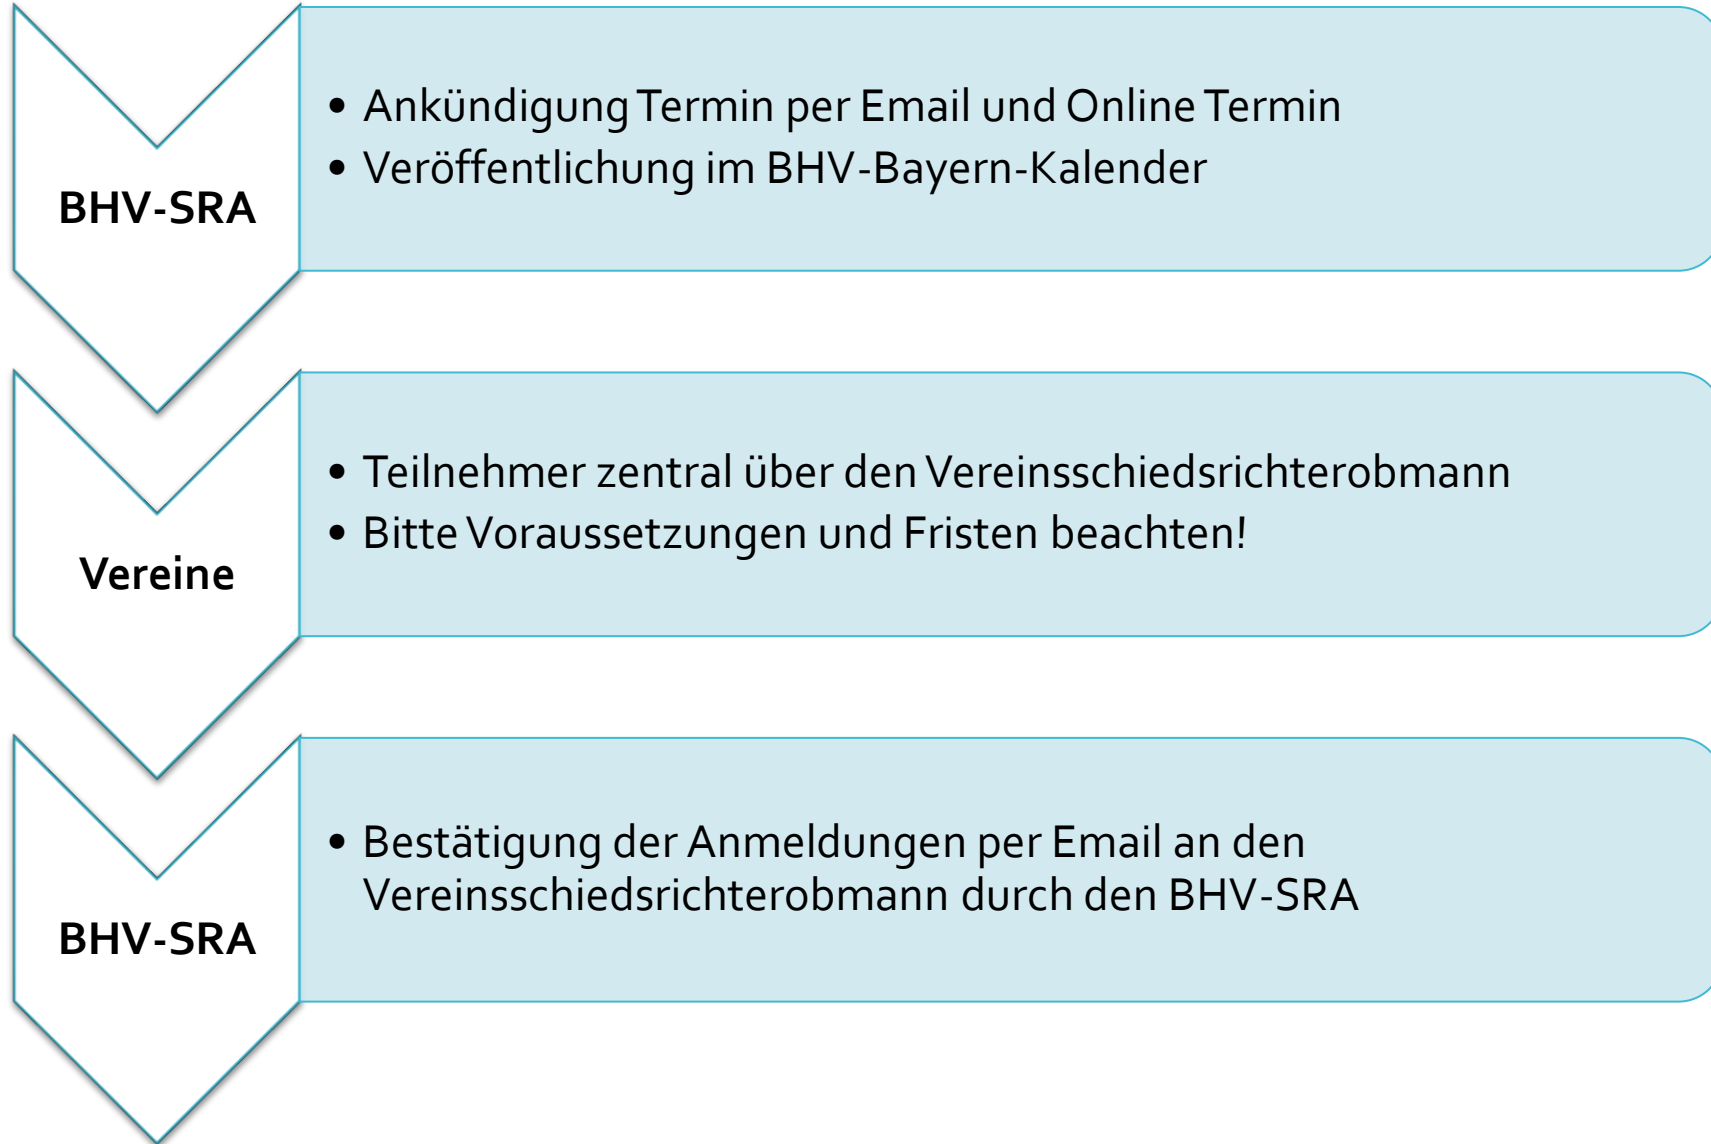 BHV-SRA
• Ankündigung Termin per Email und Online Termin
• Veröffentlichung im BHV-Bayern-Kalender
Vereine
• Teilnehmer zentral über den Vereinsschiedsrichterobmann
• Bitte Voraussetzungen und Fristen beachten!
BHV-SRA
• Bestätigung der Anmeldungen per Email an den
Vereinsschiedsrichterobmann durch den BHV-SRA